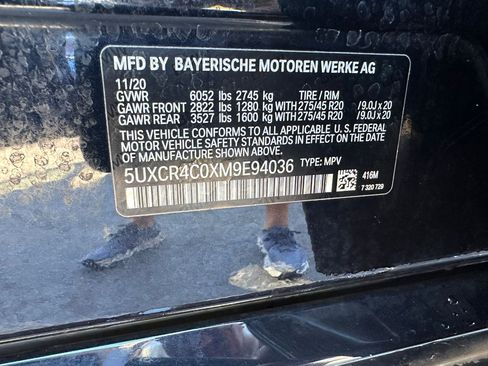 MFD BY BAYERISCHE MOTOREN WERKE AG
11/20
GVWR 6052 lbs 2745 kg TIRE / RIM
GAWR FRONT 2822 lbs 1280 kg WITH 275/45 R20 /9.0J x 20
GAWR REAR 3527 lbs 1600 kg WITH 275/45 R20 /9.0J x 20
THIS VEHICLE CONFORMS TO ALL APPLICABLE U. S. FEDERAL
MOTOR VEHICLE SAFETY STANDARDS IN EFFECT ON THE DATE
OF MANUFACTURE SHOWN ABOVE.
5UXCR4C0XM9E94036 TYPE: MPV
416M
7 320 729